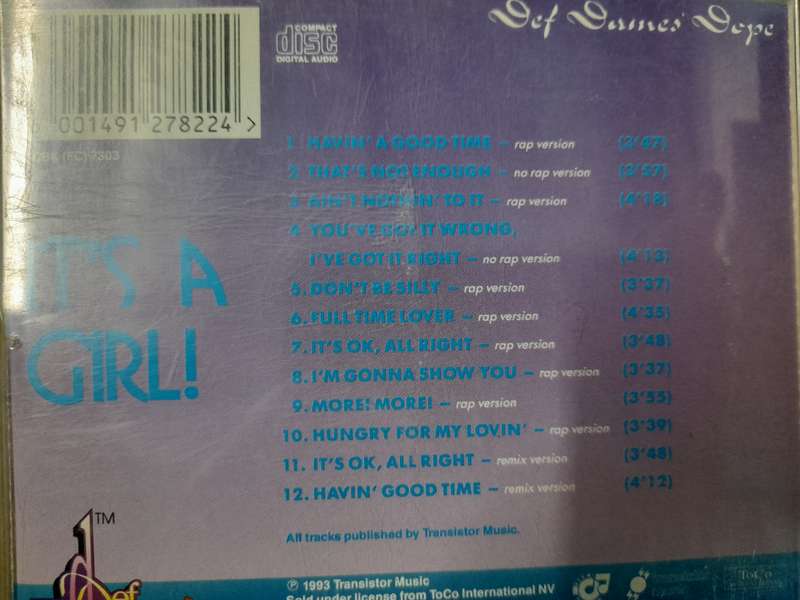 COMPACT
disc
DIGITAL AUDIO
Def Dames Dope
001491 278224 >
1. HAVIN' A GOOD TIME – rap version (3'47)
2. THAT'S NOT ENOUGH – no rap version (3'57)
3. AIN'T NOTHIN' TO IT – rap version (4'18)
4. YOU'VE GOT IT WRONG,
I'VE GOT IT RIGHT – no rap version (4'13)
5. DON'T BE SILLY – rap version (3'37)
6. FULL TIME LOVER – rap version (4'35)
7. IT'S OK, ALL RIGHT – rap version (3'48)
8. I'M GONNA SHOW YOU – rap version (3'37)
9. MORE! MORE! – rap version (3'55)
10. HUNGRY FOR MY LOVIN' – rap version (3'39)
11. IT'S OK, ALL RIGHT – remix version (3'48)
12. HAVIN' GOOD TIME – remix version (4'12)
IT'S A
GIRL!
All tracks published by Transistor Music.
TM
Def
℗ 1993 Transistor Music
Sold under license from ToCo International NV
ToCo